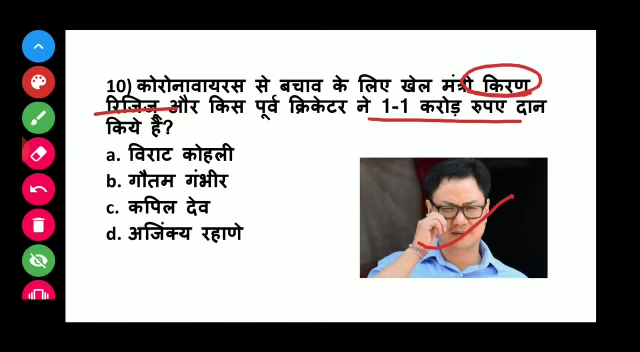 10) कोरोनावायरस से बचाव के लिए खेल मंत्री किरण
रिजिजू और किस पूर्व क्रिकेटर ने 1-1 करोड़ रुपए दान
किये हैं?
a. विराट कोहली
b. गौतम गंभीर
c. कपिल देव
d. अजिंक्य रहाणे